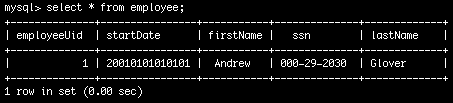 mysql> select * from employee;
+-------------+----------------+-----------+-------------+----------+
| employeeUid | startDate | firstName | ssn | lastName |
+-------------+----------------+-----------+-------------+----------+
| 1 | 20010101010101 | Andrew | 000-29-2030 | Glover |
+-------------+----------------+-----------+-------------+----------+
1 row in set (0.00 sec)